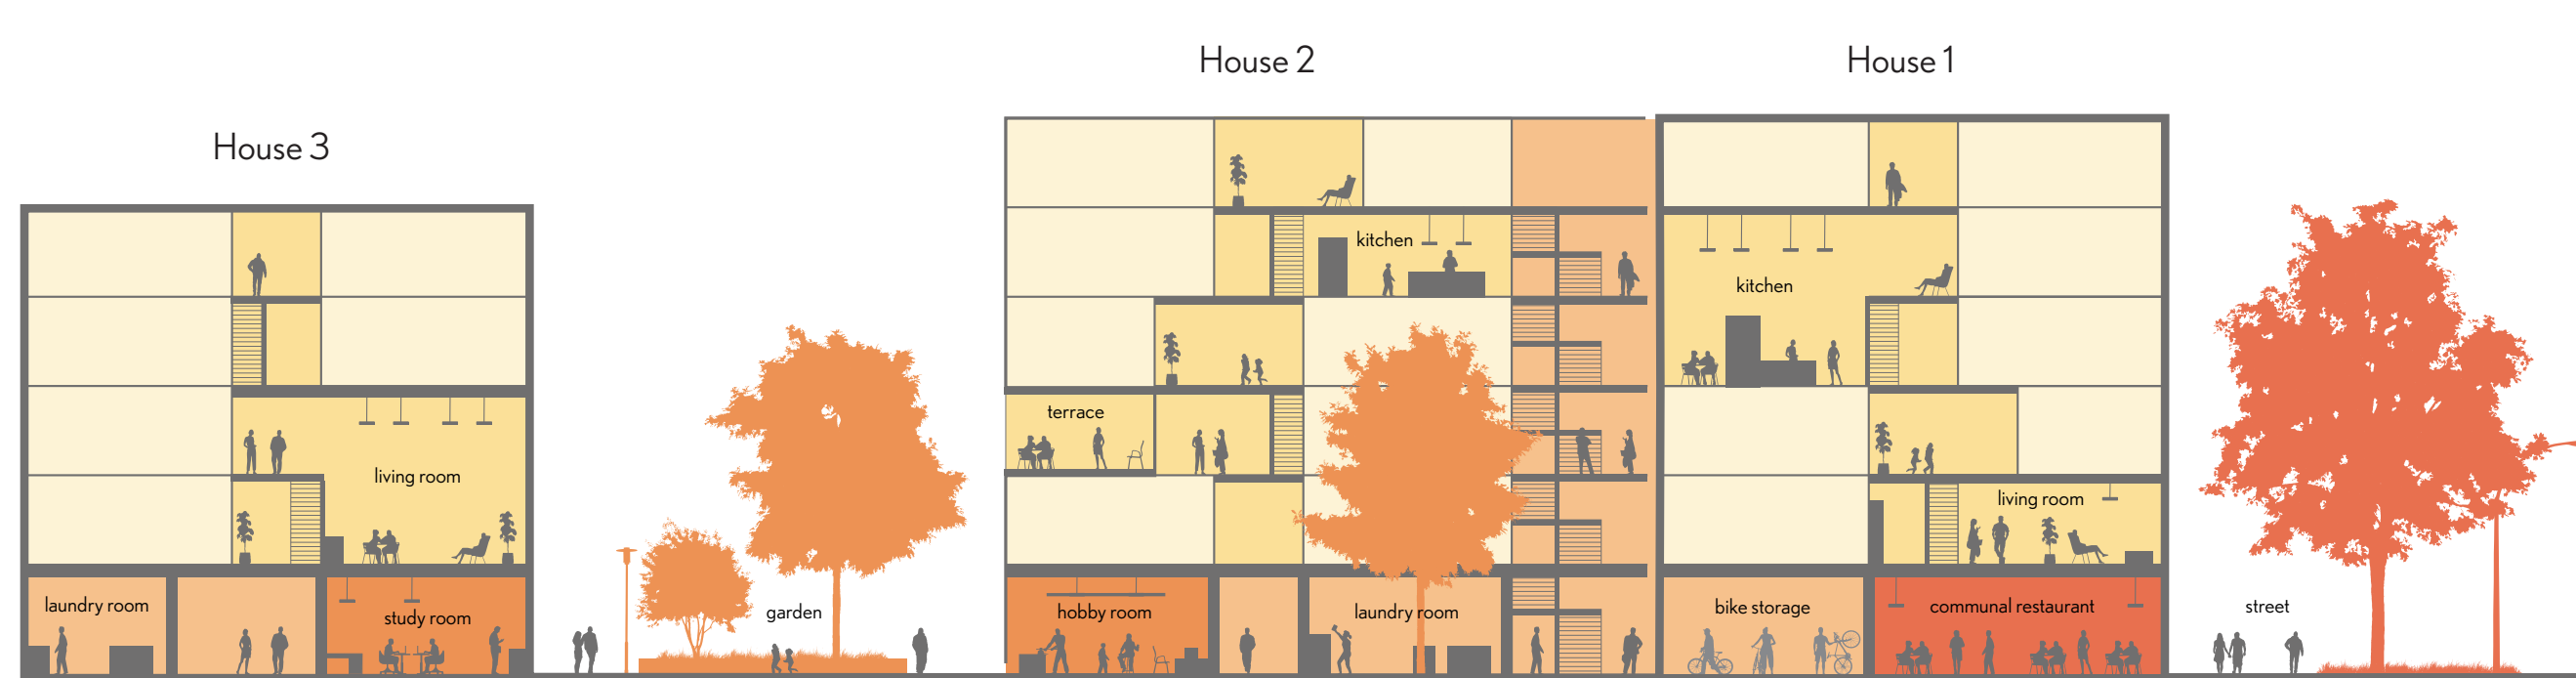 House 3
House 2
House 1
kitchen
kitchen
terrace
living room
living room
laundry room
study room
garden
hobby room
laundry room
bike storage
communal restaurant
street